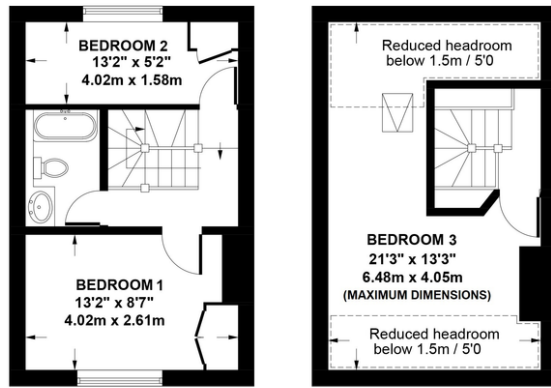 BEDROOM 2
13'2" x 5'2"
4.02m x 1.58m
BEDROOM 1
13'2" x 8'7"
4.02m x 2.61m
Reduced headroom
below 1.5m / 5'0
BEDROOM 3
21'3" x 13'3"
6.48m x 4.05m
(MAXIMUM DIMENSIONS)
Reduced headroom
below 1.5m / 5'0